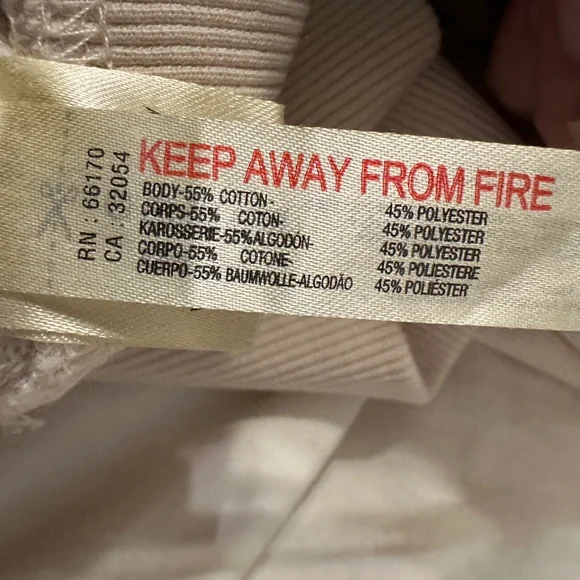 RN : 66170
CA : 32054
KEEP AWAY FROM FIRE
BODY-55% COTTON- 45% POLYESTER
CORPS-55% COTON- 45% POLYESTER
KAROSSERIE-55%ALGODÓN- 45% POLYESTER
CORPO-55% COTONE- 45% POLIESTERE
CUERPO-55% BAUMWOLLE-ALGODÃO 45% POLIÉSTER